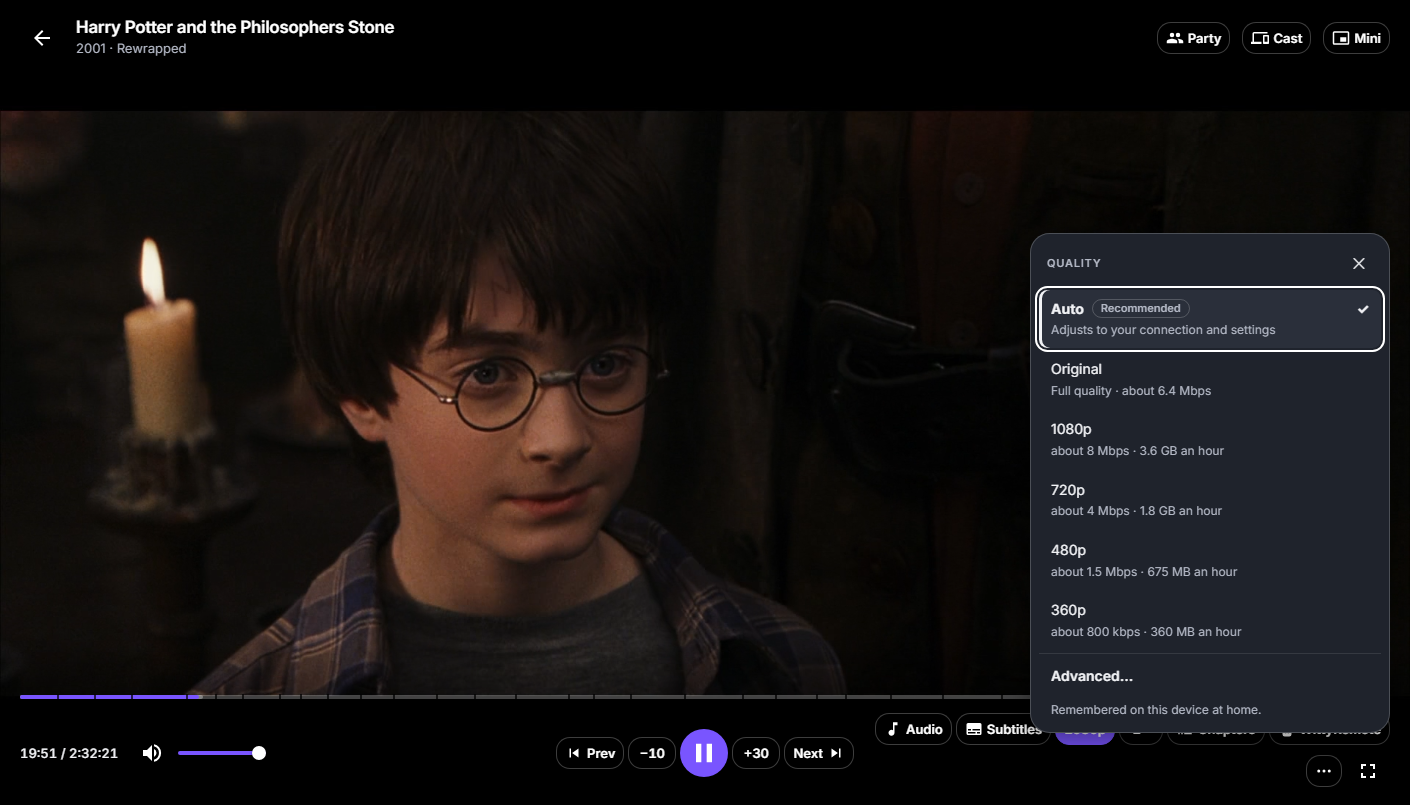 Harry Potter and the Philosophers Stone
2001 · Rewrapped
Party
Cast
Mini
QUALITY
Auto Recommended
Adjusts to your connection and settings
Original
Full quality · about 6.4 Mbps
1080p
about 8 Mbps · 3.6 GB an hour
720p
about 4 Mbps · 1.8 GB an hour
480p
about 1.5 Mbps · 675 MB an hour
360p
about 800 kbps · 360 MB an hour
Advanced...
Remembered on this device at home.
Audio
Subtitles
19:51 / 2:32:21
Prev
−10
+30
Next